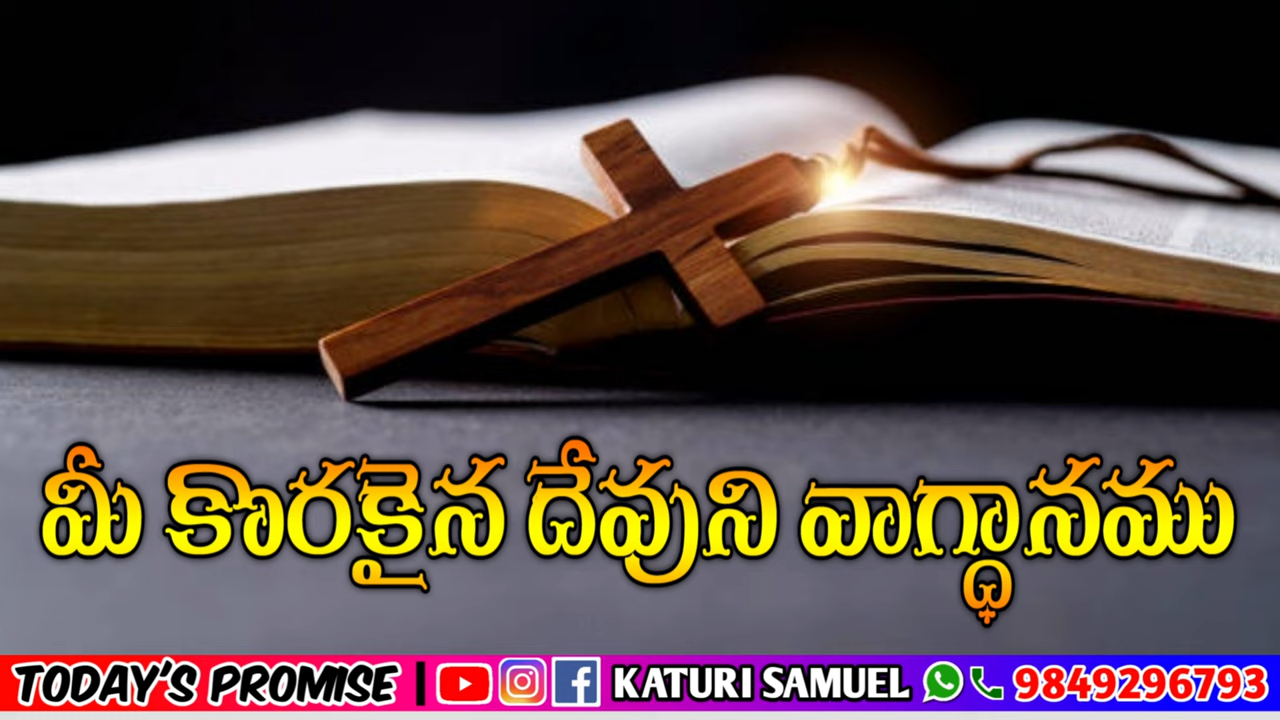 మీ కొరకైన దేవుని వాగ్ధానము
TODAY'S PROMISE | KATURI SAMUEL 9849296793